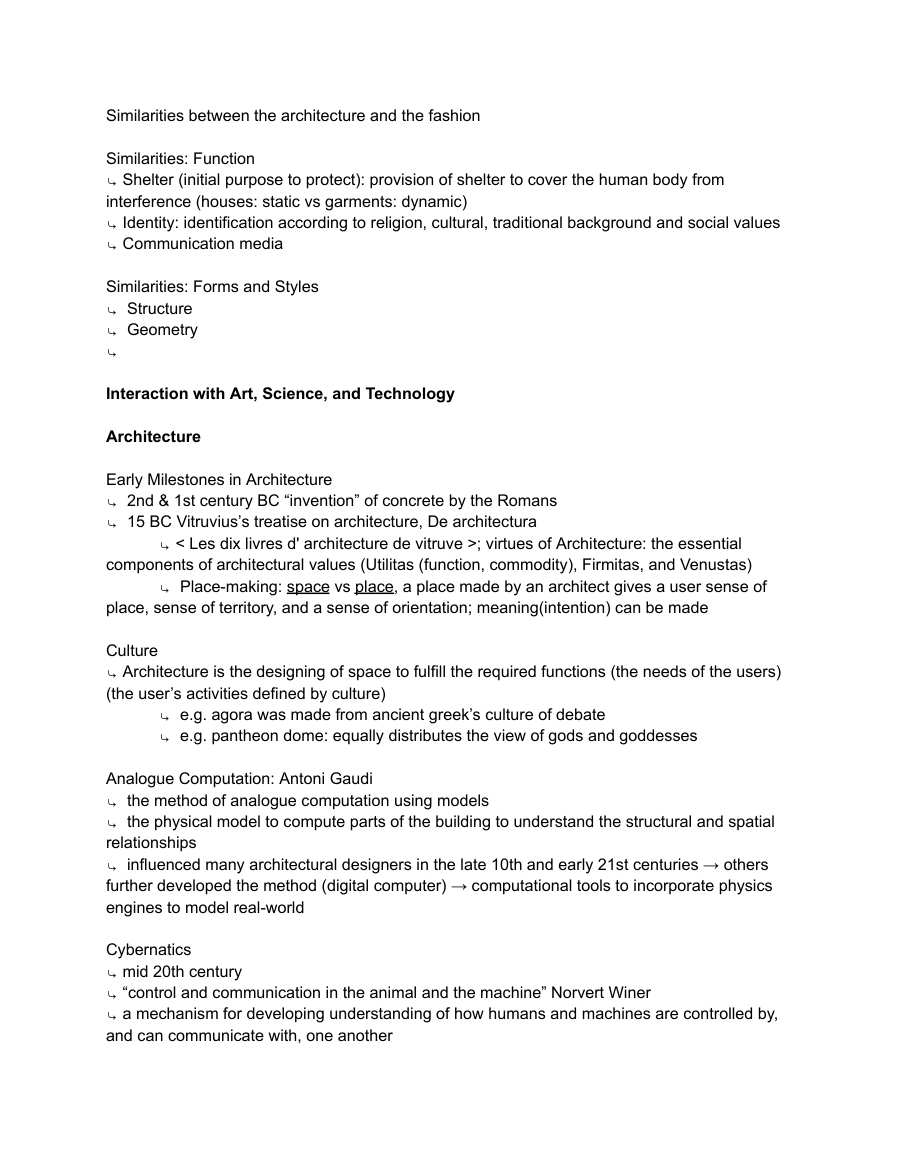 Similarities between the architecture and the fashion
Similarities: Function
⤷ Shelter (initial purpose to protect): provision of shelter to cover the human body from
interference (houses: static vs garments: dynamic)
⤷ Identity: identification according to religion, cultural, traditional background and social values
⤷ Communication media
Similarities: Forms and Styles
⤷ Structure
⤷ Geometry
⤷
Interaction with Art, Science, and Technology
Architecture
Early Milestones in Architecture
⤷ 2nd & 1st century BC “invention” of concrete by the Romans
⤷ 15 BC Vitruvius’s treatise on architecture, De architectura
⤷ < Les dix livres d' architecture de vitruve >; virtues of Architecture: the essential
components of architectural values (Utilitas (function, commodity), Firmitas, and Venustas)
⤷ Place-making: space vs place, a place made by an architect gives a user sense of
place, sense of territory, and a sense of orientation; meaning(intention) can be made
Culture
⤷ Architecture is the designing of space to fulfill the required functions (the needs of the users)
(the user’s activities defined by culture)
⤷ e.g. agora was made from ancient greek’s culture of debate
⤷ e.g. pantheon dome: equally distributes the view of gods and goddesses
Analogue Computation: Antoni Gaudi
⤷ the method of analogue computation using models
⤷ the physical model to compute parts of the building to understand the structural and spatial
relationships
⤷ influenced many architectural designers in the late 10th and early 21st centuries → others
further developed the method (digital computer) → computational tools to incorporate physics
engines to model real-world
Cybernatics
⤷ mid 20th century
⤷ “control and communication in the animal and the machine” Norvert Winer
⤷ a mechanism for developing understanding of how humans and machines are controlled by,
and can communicate with, one another